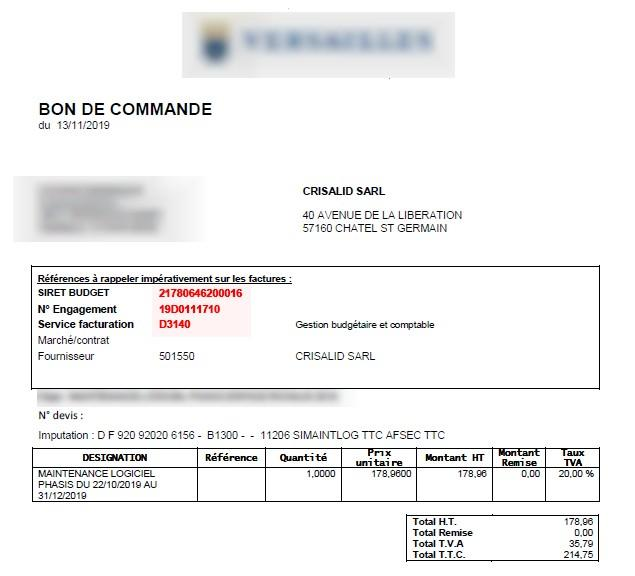 VERSAILLES
BON DE COMMANDE
du 13/11/2019
CRISALID SARL
40 AVENUE DE LA LIBERATION
57160 CHATEL ST GERMAIN
Références à rappeler impérativement sur les factures :
SIRET BUDGET 21780646200016
N° Engagement 19D0111710
Service facturation D3140 Gestion budgétaire et comptable
Marché/contrat
Fournisseur 501550 CRISALID SARL
N° devis :
Imputation : D F 920 92020 6156 - B1300 - - 11206 SIMAINTLOG TTC AFSEC TTC
DESIGNATION Référence Quantité Prix unitaire Montant HT Montant Remise Taux TVA
MAINTENANCE LOGICIEL 1,0000 178,9600 178,96 0,00 20,00 %
PHASIS DU 22/10/2019 AU
31/12/2019
Total H.T. 178,96
Total Remise 0,00
Total T.V.A 35,79
Total T.T.C. 214,75